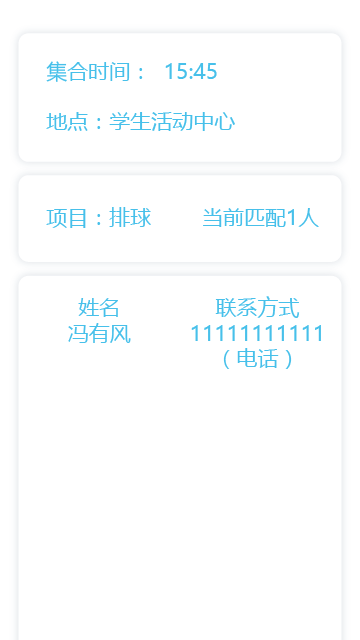 集合时间： 15:45
地点：学生活动中心
项目：排球 当前匹配1人
姓名 联系方式
冯有风 11111111111
（电话）